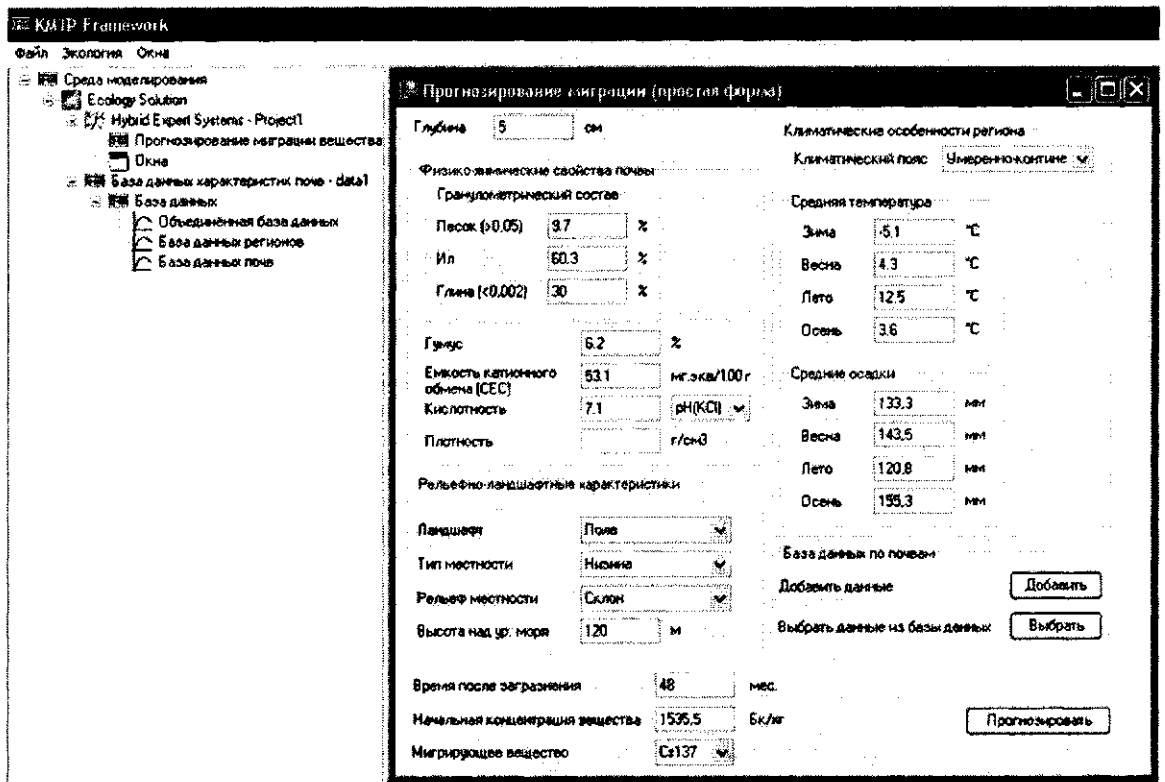 KMTP Framework
Файл Экология Окна
Среда моделирования
Ecology Solution
Hybrid Expert Systems - Project1
Прогнозирование миграции вещества
Окна
База данных характеристик почв - data1
База данных
Объединённая база данных
База данных регионов
База данных почв
Прогнозирование миграции (простая форма)
Глубина 5 см
Физико-химические свойства почвы
Гранулометрический состав
Песок (>0.05) 9.7 %
Ил 60.3 %
Глина (<0.002) 30 %
Гумус 6.2 %
Емкость катионного
обмена (CEC) 53.1 мг.экв/100 г
Кислотность 7.1 pH(KCl)
Плотность г/см3
Рельефно-ландшафтные характеристики
Ландшафт Поле
Тип местности Низина
Рельеф местности Склон
Высота над ур. моря 120 м
Время после загразнения 48 мес.
Начальная концентрация вещества 1535,5 Бк/кг
Мигрирующее вещество Cs137
Климатические особенности региона
Климатический пояс Умеренно-контине
Средняя температура
Зима -5.1 °C
Весна 4.3 °C
Лето 12.5 °C
Осень 3.6 °C
Средние осадки
Зима 133,3 мм
Весна 143,5 мм
Лето 120.8 мм
Осень 155,3 мм
База данных по почвам
Добавить данные Добавить
Выбрать данные из базы данных Выбрать
Прогнозировать